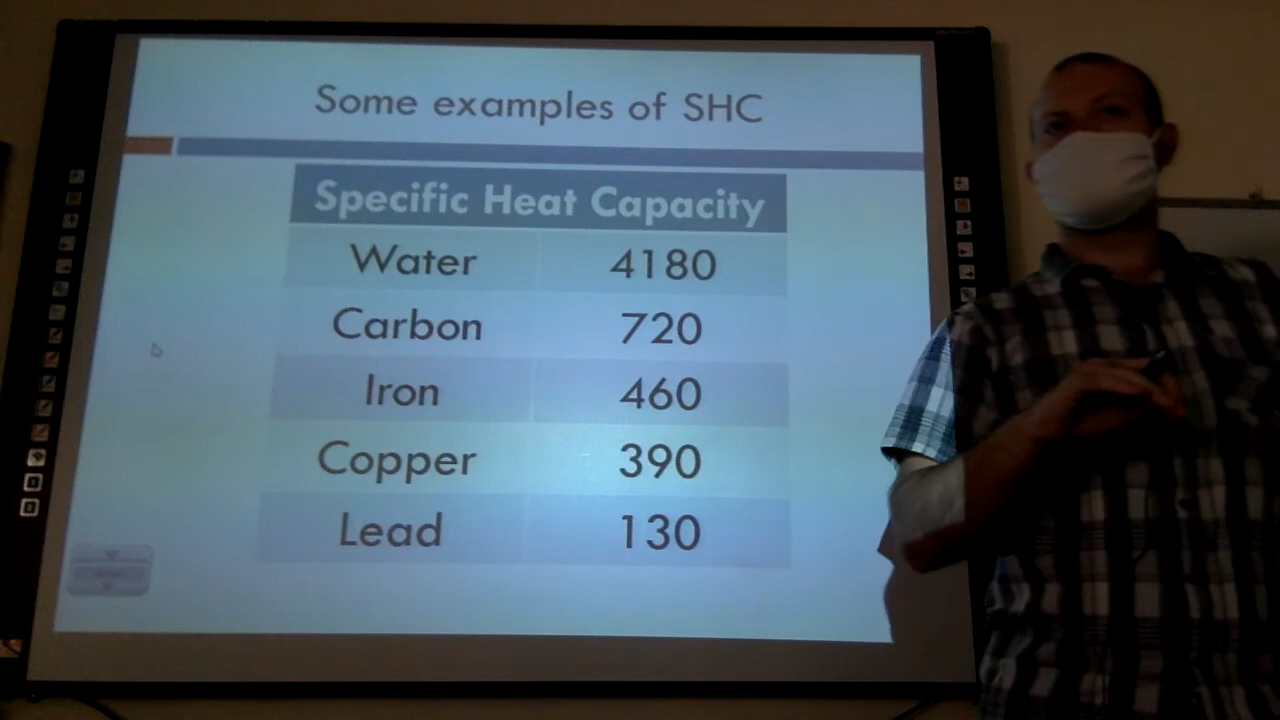 Some examples of SHC
Specific Heat Capacity
Water 4180
Carbon 720
Iron 460
Copper 390
Lead 130